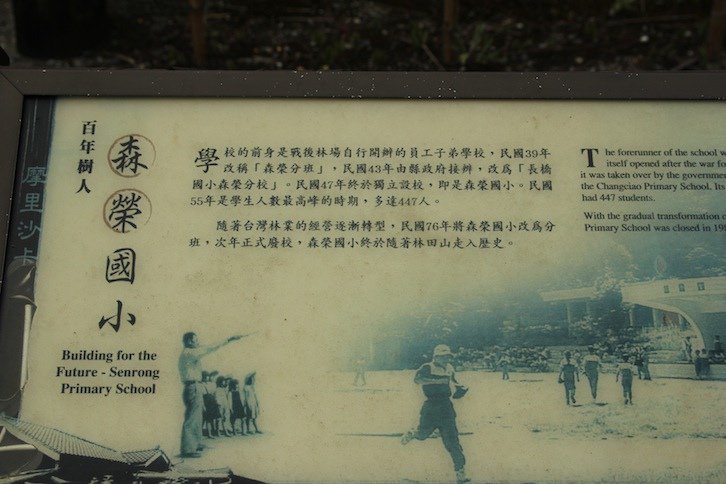 百年樹人
森榮國小
摩里沙卡
Building for the
Future - Senrong
Primary School
學校的前身是戰後林場自行開辦的員工子弟學校，民國39年
改稱「森榮分班」，民國43年由縣政府接辦，改為「長橋
國小森榮分校」。民國47年終於獨立設校，即是森榮國小。民國
55年是學生人數最高峰的時期，多達447人。
隨著台灣林業的經營逐漸轉型，民國76年將森榮國小改為分
班，次年正式廢校，森榮國小終於隨著林田山走入歷史。
The forerunner of the school w
itself opened after the war fo
it was taken over by the governmen
the Changciao Primary School. Its
had 447 students.
With the gradual transformation o
Primary School was closed in 19